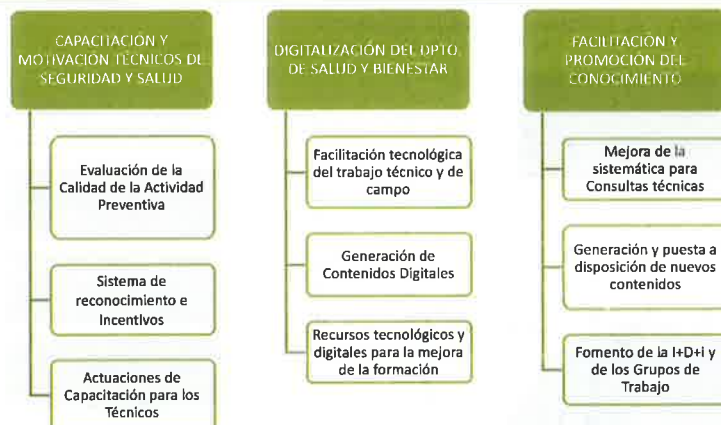 CAPACITACIÓN Y
MOTIVACIÓN TÉCNICOS DE
SEGURIDAD Y SALUD
Evaluación de la
Calidad de la Actividad
Preventiva
Sistema de
reconocimiento e
Incentivos
Actuaciones de
Capacitación para los
Técnicos
DIGITALIZACIÓN DEL DPTO.
DE SALUD Y BIENESTAR
Facilitación tecnológica
del trabajo técnico y de
campo
Generación de
Contenidos Digitales
Recursos tecnológicos y
digitales para la mejora
de la formación
FACILITACIÓN Y
PROMOCIÓN DEL
CONOCIMIENTO
Mejora de la
sistemática para
Consultas técnicas
Generación y puesta a
disposición de nuevos
contenidos
Fomento de la I+D+i y
de los Grupos de
Trabajo